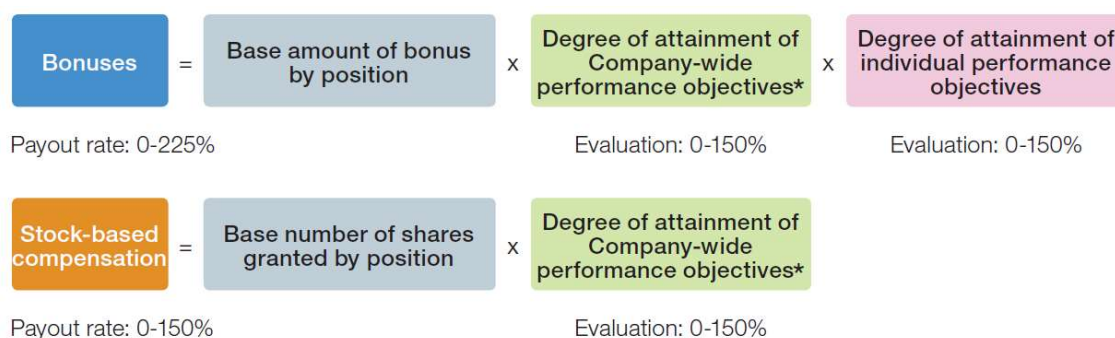 Bonuses
=
Base amount of bonus
by position
x
Degree of attainment of
Company-wide
performance objectives*
x
Degree of attainment of
individual performance
objectives
Payout rate: 0-225%
Evaluation: 0-150%
Evaluation: 0-150%
Stock-based
compensation
=
Base number of shares
granted by position
x
Degree of attainment of
Company-wide
performance objectives*
Payout rate: 0-150%
Evaluation: 0-150%